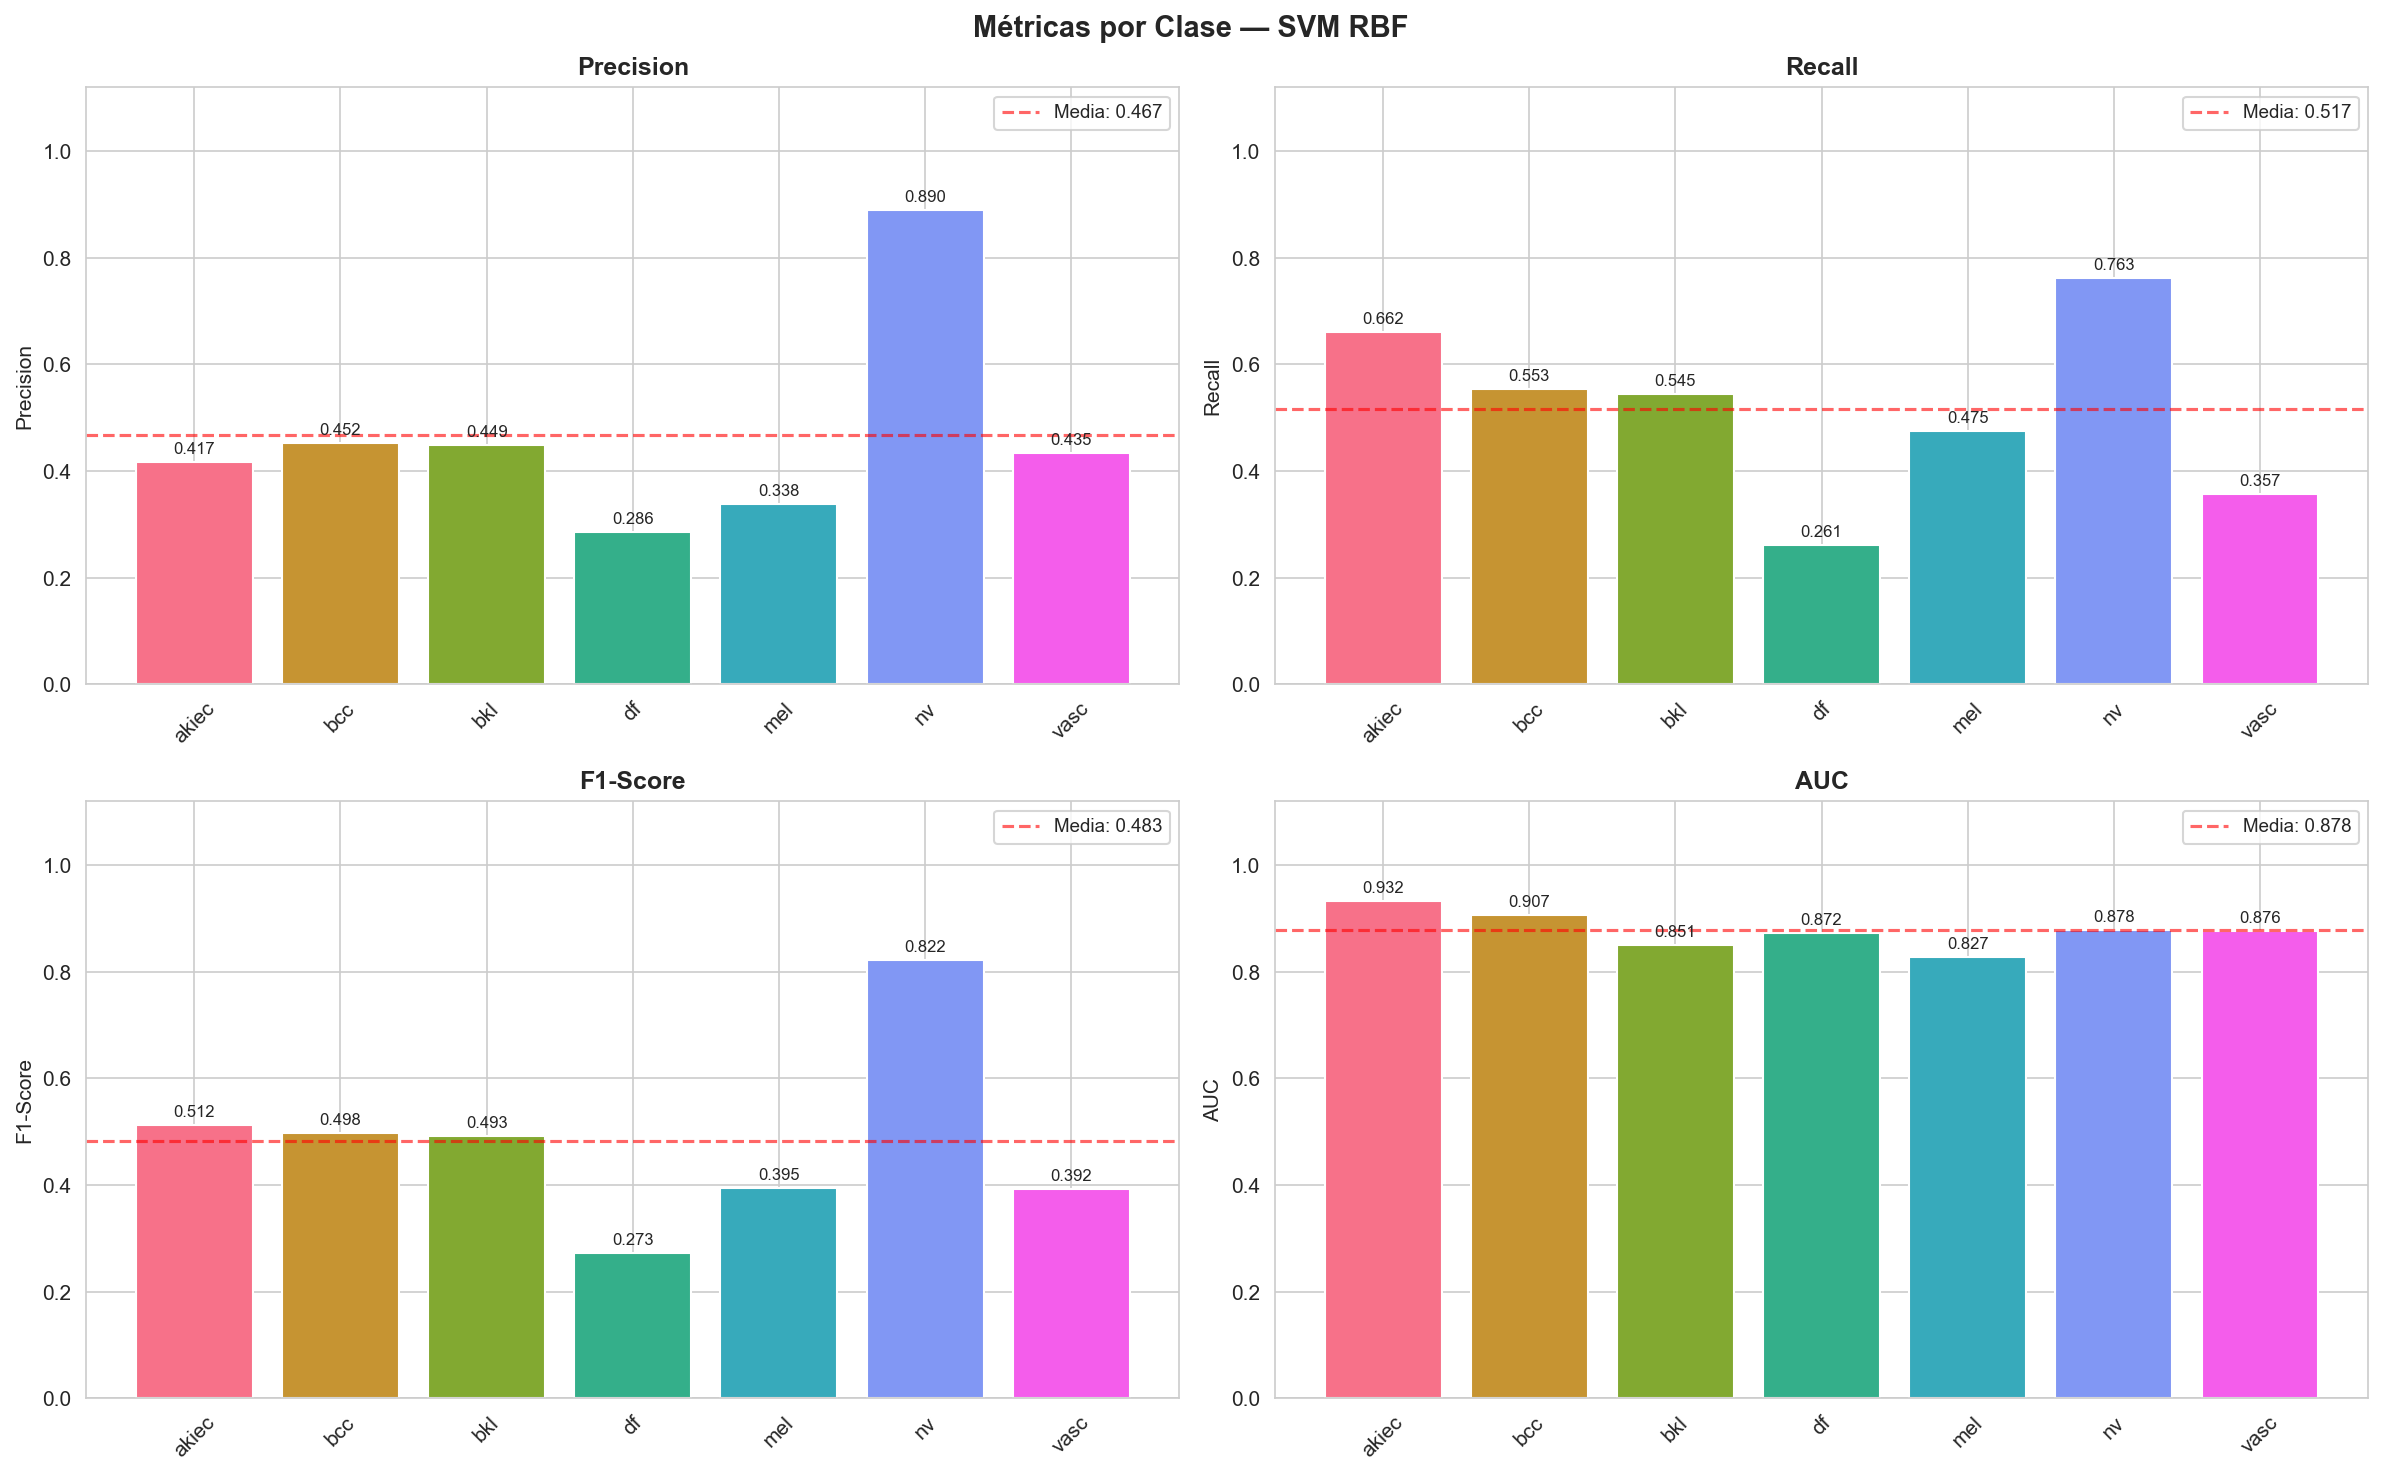 Métricas por Clase — SVM RBF
Precision
Media: 0.467
Precision
1.0
0.8
0.6
0.4
0.2
0.0
0.417
0.452
0.449
0.286
0.338
0.890
0.435
akiec
bcc
bkl
df
mel
nv
vasc
Recall
Media: 0.517
Recall
1.0
0.8
0.6
0.4
0.2
0.0
0.662
0.553
0.545
0.261
0.475
0.763
0.357
akiec
bcc
bkl
df
mel
nv
vasc
F1-Score
Media: 0.483
F1-Score
1.0
0.8
0.6
0.4
0.2
0.0
0.512
0.498
0.493
0.273
0.395
0.822
0.392
akiec
bcc
bkl
df
mel
nv
vasc
AUC
Media: 0.878
AUC
1.0
0.8
0.6
0.4
0.2
0.0
0.932
0.907
0.851
0.872
0.827
0.878
0.876
akiec
bcc
bkl
df
mel
nv
vasc